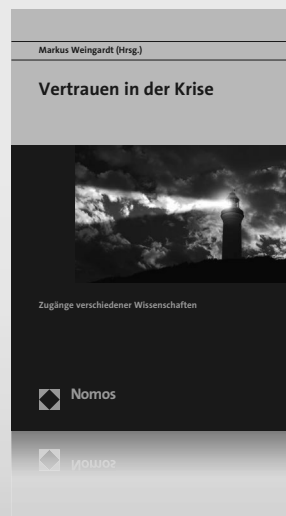 Markus Weingardt (Hrsg.)
Vertrauen in der Krise
Zugänge verschiedener Wissenschaften
Nomos